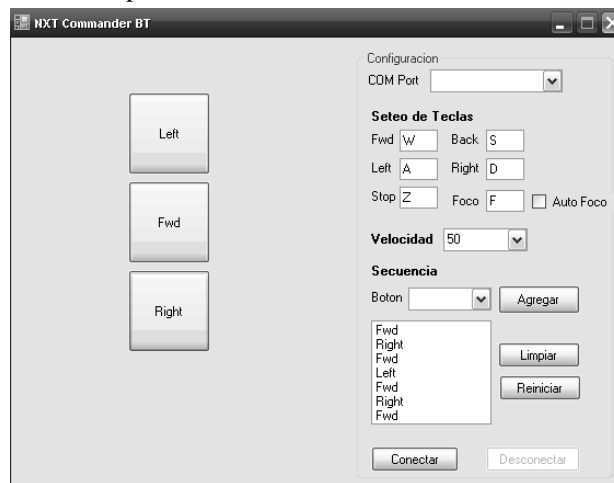 NXT Commander BT
Left
Fwd
Right
Configuracion
COM Port
Seteo de Teclas
Fwd W Back S
Left A Right D
Stop Z Foco F Auto Foco
Velocidad 50
Secuencia
Boton Agregar
Fwd
Right
Fwd
Left
Fwd
Right
Fwd
Limpiar
Reiniciar
Conectar Desconectar